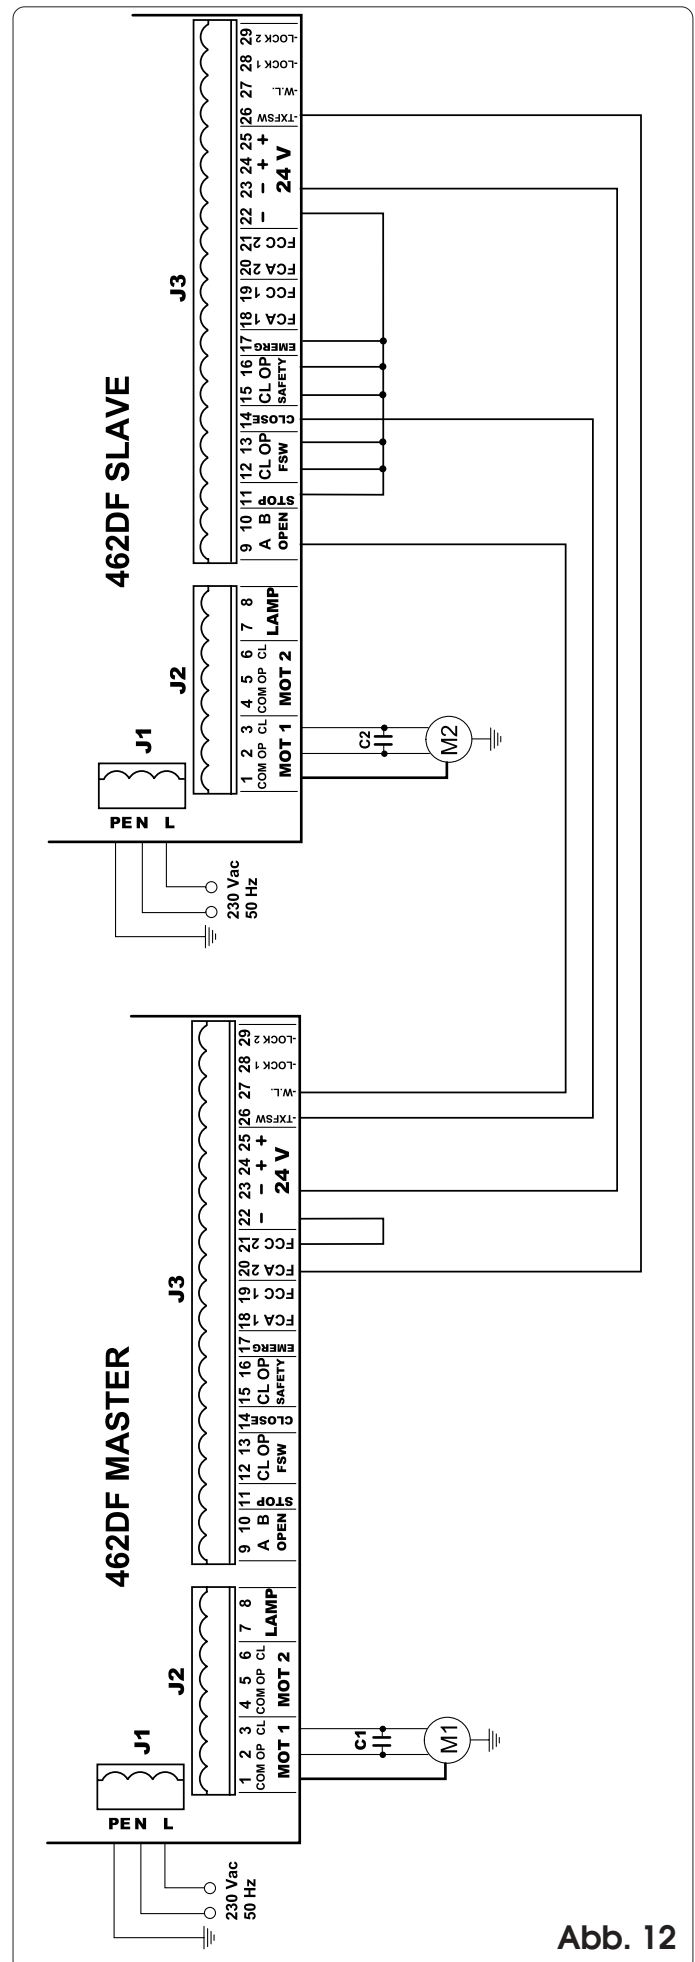 462DF SLAVE
J1
PE N L
230 Vac
50 Hz
J2
1 2 3 4 5 6 7 8
COM OP CL COM OP CL
MOT 1 MOT 2 LAMP
C2
M2
J3
9 10 11 12 13 14 15 16 17 18 19 20 21 22 23 24 25 26 27 28 29
A B STOP CL OP CLOSE CL OP EMERG FCA 1 FCC 1 FCA 2 FCC 2 - - + + -TXFSW -W.L. -LOCK 1 -LOCK 2
OPEN FSW SAFETY 24 V
462DF MASTER
J1
PE N L
230 Vac
50 Hz
J2
1 2 3 4 5 6 7 8
COM OP CL COM OP CL
MOT 1 MOT 2 LAMP
C1
M1
J3
9 10 11 12 13 14 15 16 17 18 19 20 21 22 23 24 25 26 27 28 29
A B STOP CL OP CLOSE CL OP EMERG FCA 1 FCC 1 FCA 2 FCC 2 - - + + -TXFSW -W.L. -LOCK 1 -LOCK 2
OPEN FSW SAFETY 24 V
Abb. 12